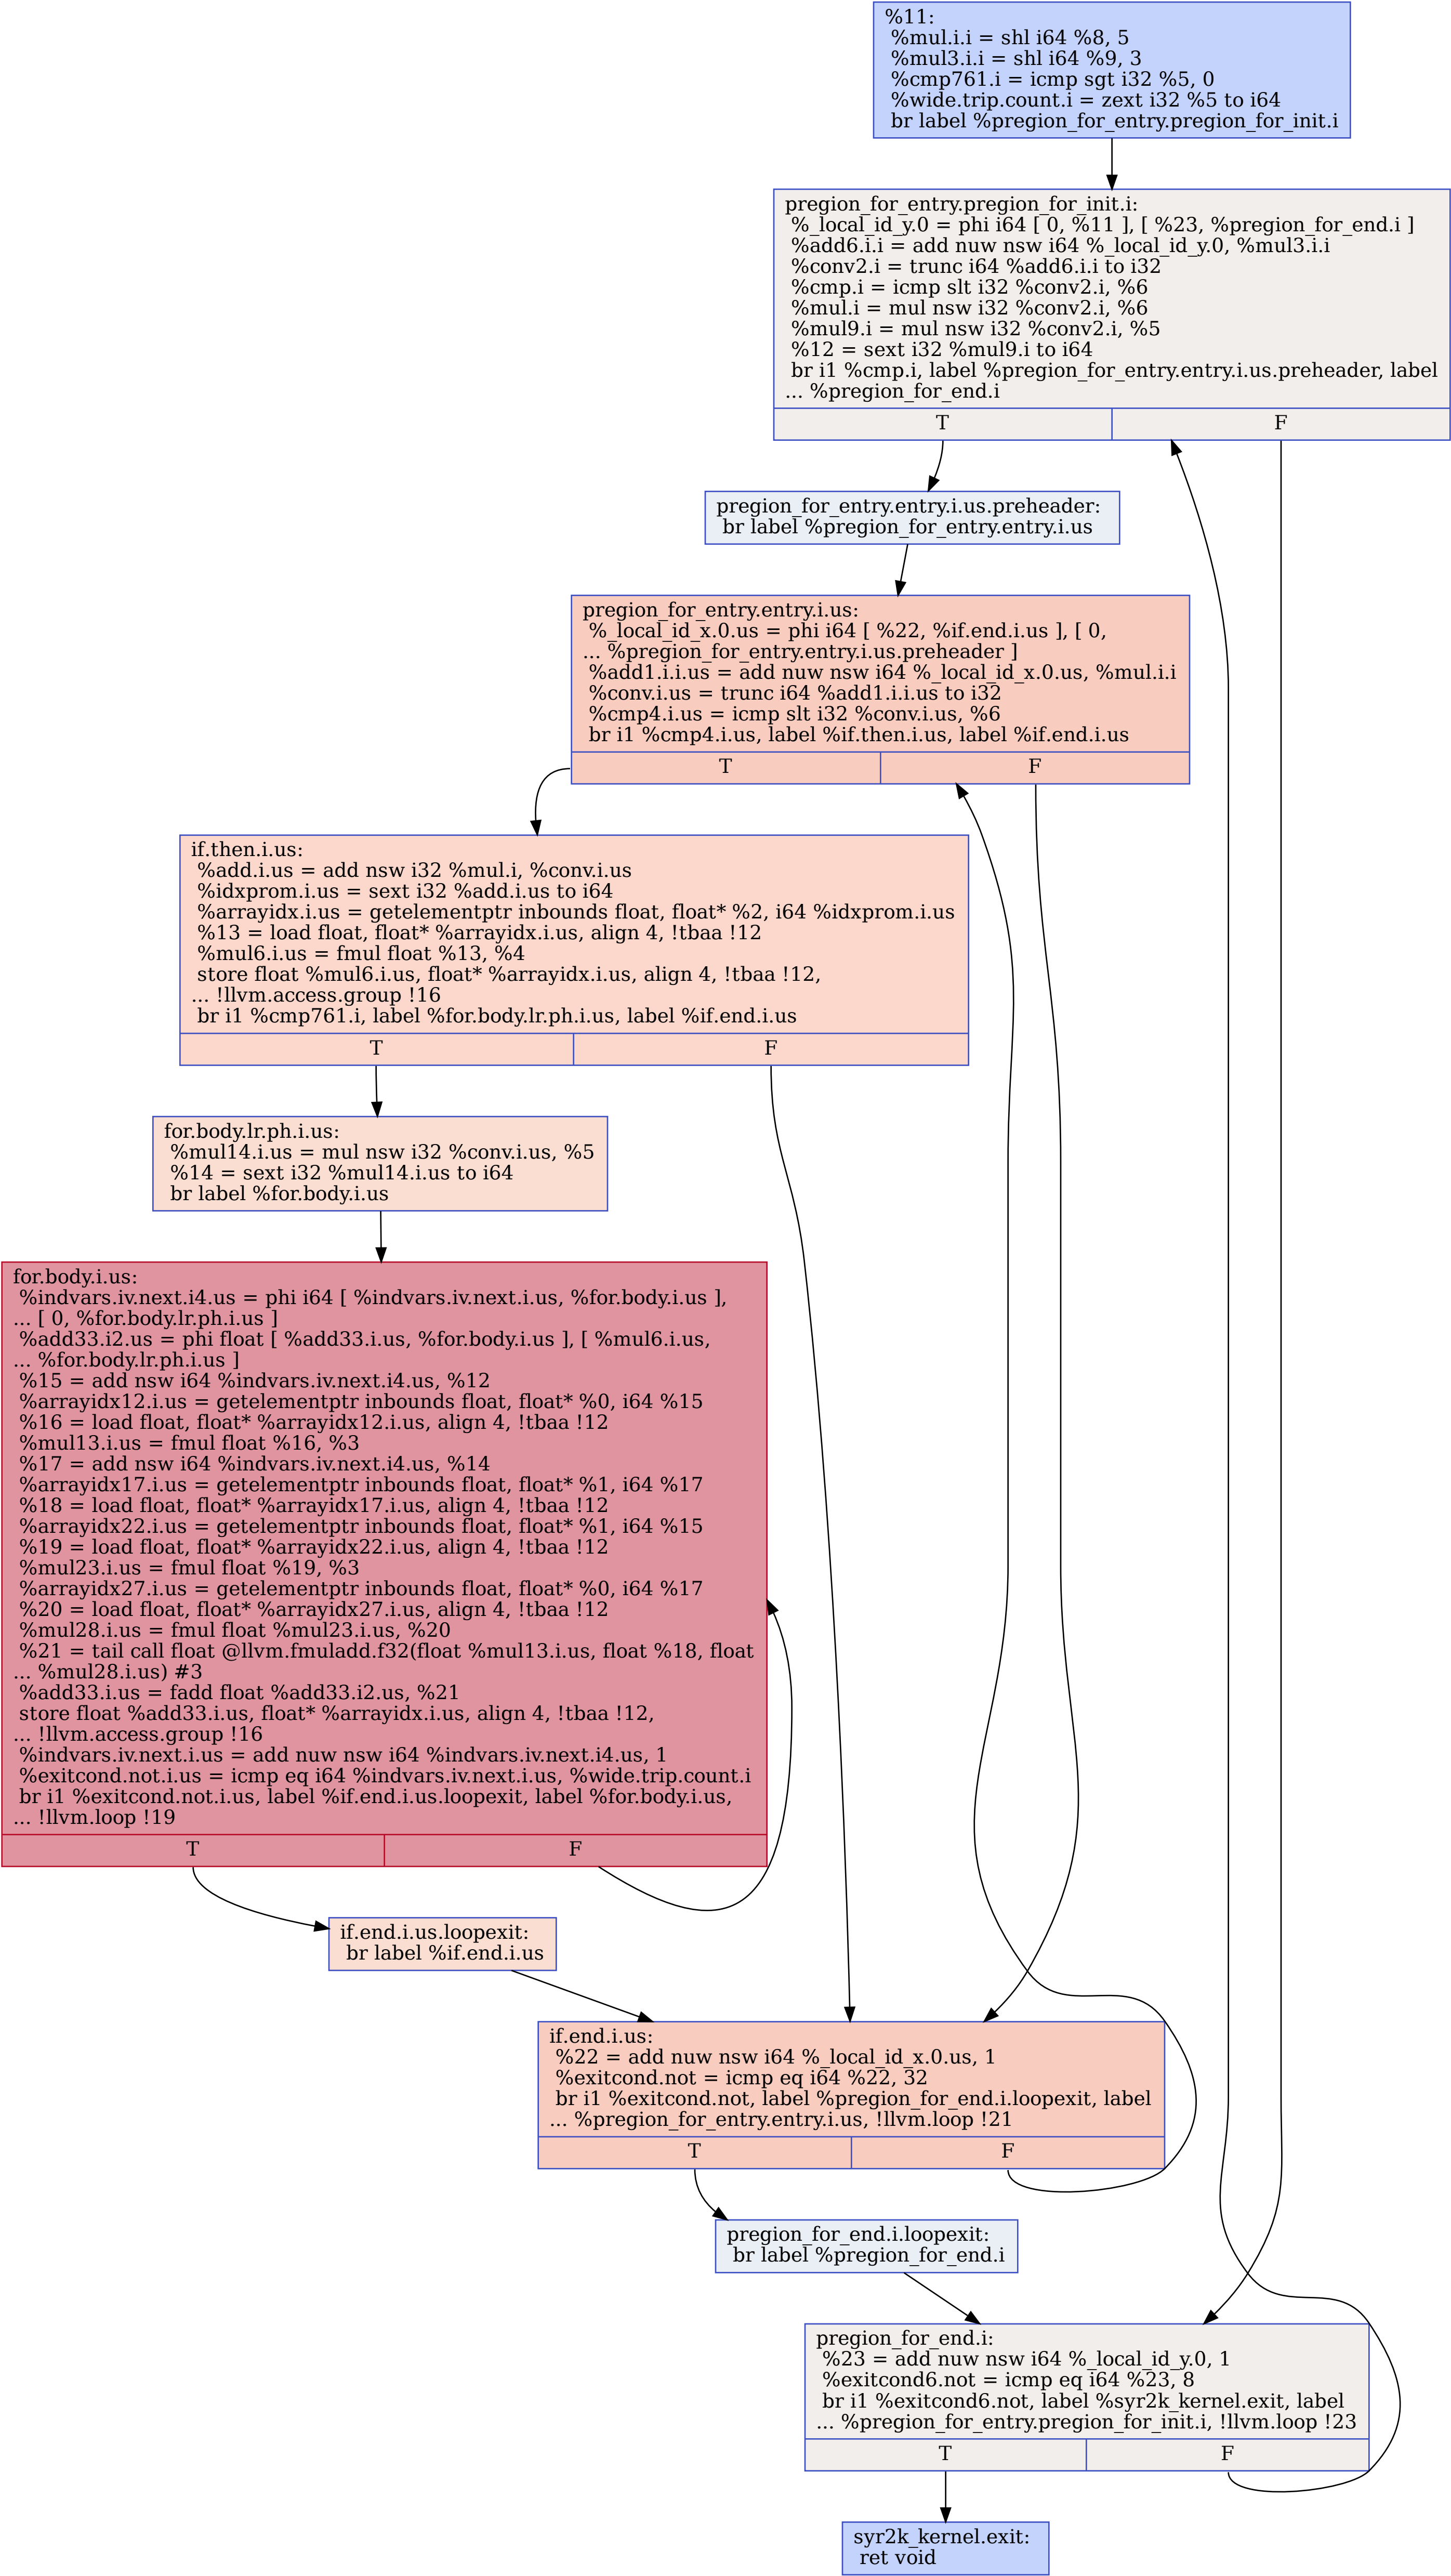 %11:
%mul.i.i = shl i64 %8, 5
%mul3.i.i = shl i64 %9, 3
%cmp761.i = icmp sgt i32 %5, 0
%wide.trip.count.i = zext i32 %5 to i64
br label %pregion_for_entry.pregion_for_init.i
pregion_for_entry.pregion_for_init.i:
%_local_id_y.0 = phi i64 [ 0, %11 ], [ %23, %pregion_for_end.i ]
%add6.i.i = add nuw nsw i64 %_local_id_y.0, %mul3.i.i
%conv2.i = trunc i64 %add6.i.i to i32
%cmp.i = icmp slt i32 %conv2.i, %6
%mul.i = mul nsw i32 %conv2.i, %6
%mul9.i = mul nsw i32 %conv2.i, %5
%12 = sext i32 %mul9.i to i64
br i1 %cmp.i, label %pregion_for_entry.entry.i.us.preheader, label
... %pregion_for_end.i
T F
pregion_for_entry.entry.i.us.preheader:
br label %pregion_for_entry.entry.i.us
pregion_for_entry.entry.i.us:
%_local_id_x.0.us = phi i64 [ %22, %if.end.i.us ], [ 0,
... %pregion_for_entry.entry.i.us.preheader ]
%add1.i.i.us = add nuw nsw i64 %_local_id_x.0.us, %mul.i.i
%conv.i.us = trunc i64 %add1.i.i.us to i32
%cmp4.i.us = icmp slt i32 %conv.i.us, %6
br i1 %cmp4.i.us, label %if.then.i.us, label %if.end.i.us
T F
if.then.i.us:
%add.i.us = add nsw i32 %mul.i, %conv.i.us
%idxprom.i.us = sext i32 %add.i.us to i64
%arrayidx.i.us = getelementptr inbounds float, float* %2, i64 %idxprom.i.us
%13 = load float, float* %arrayidx.i.us, align 4, !tbaa !12
%mul6.i.us = fmul float %13, %4
store float %mul6.i.us, float* %arrayidx.i.us, align 4, !tbaa !12,
... !llvm.access.group !16
br i1 %cmp761.i, label %for.body.lr.ph.i.us, label %if.end.i.us
T F
for.body.lr.ph.i.us:
%mul14.i.us = mul nsw i32 %conv.i.us, %5
%14 = sext i32 %mul14.i.us to i64
br label %for.body.i.us
for.body.i.us:
%indvars.iv.next.i4.us = phi i64 [ %indvars.iv.next.i.us, %for.body.i.us ],
... [ 0, %for.body.lr.ph.i.us ]
%add33.i2.us = phi float [ %add33.i.us, %for.body.i.us ], [ %mul6.i.us,
... %for.body.lr.ph.i.us ]
%15 = add nsw i64 %indvars.iv.next.i4.us, %12
%arrayidx12.i.us = getelementptr inbounds float, float* %0, i64 %15
%16 = load float, float* %arrayidx12.i.us, align 4, !tbaa !12
%mul13.i.us = fmul float %16, %3
%17 = add nsw i64 %indvars.iv.next.i4.us, %14
%arrayidx17.i.us = getelementptr inbounds float, float* %1, i64 %17
%18 = load float, float* %arrayidx17.i.us, align 4, !tbaa !12
%arrayidx22.i.us = getelementptr inbounds float, float* %1, i64 %15
%19 = load float, float* %arrayidx22.i.us, align 4, !tbaa !12
%mul23.i.us = fmul float %19, %3
%arrayidx27.i.us = getelementptr inbounds float, float* %0, i64 %17
%20 = load float, float* %arrayidx27.i.us, align 4, !tbaa !12
%mul28.i.us = fmul float %mul23.i.us, %20
%21 = tail call float @llvm.fmuladd.f32(float %mul13.i.us, float %18, float
... %mul28.i.us) #3
%add33.i.us = fadd float %add33.i2.us, %21
store float %add33.i.us, float* %arrayidx.i.us, align 4, !tbaa !12,
... !llvm.access.group !16
%indvars.iv.next.i.us = add nuw nsw i64 %indvars.iv.next.i4.us, 1
%exitcond.not.i.us = icmp eq i64 %indvars.iv.next.i.us, %wide.trip.count.i
br i1 %exitcond.not.i.us, label %if.end.i.us.loopexit, label %for.body.i.us,
... !llvm.loop !19
T F
if.end.i.us.loopexit:
br label %if.end.i.us
if.end.i.us:
%22 = add nuw nsw i64 %_local_id_x.0.us, 1
%exitcond.not = icmp eq i64 %22, 32
br i1 %exitcond.not, label %pregion_for_end.i.loopexit, label
... %pregion_for_entry.entry.i.us, !llvm.loop !21
T F
pregion_for_end.i.loopexit:
br label %pregion_for_end.i
pregion_for_end.i:
%23 = add nuw nsw i64 %_local_id_y.0, 1
%exitcond6.not = icmp eq i64 %23, 8
br i1 %exitcond6.not, label %syr2k_kernel.exit, label
... %pregion_for_entry.pregion_for_init.i, !llvm.loop !23
T F
syr2k_kernel.exit:
ret void